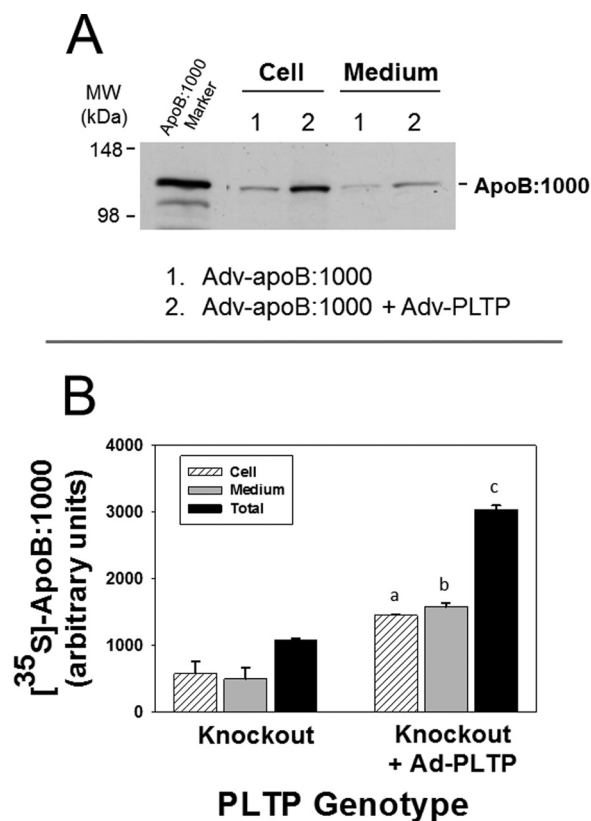 A
MW
(kDa)
ApoB:1000
Marker
Cell
Medium
1 2 1 2
148
98
ApoB:1000
1. Adv-apoB:1000
2. Adv-apoB:1000 + Adv-PLTP
B
[35S]-ApoB:1000
(arbitrary units)
4000
3000
2000
1000
0
Cell
Medium
Total
a
b
c
Knockout
Knockout
+ Ad-PLTP
PLTP Genotype